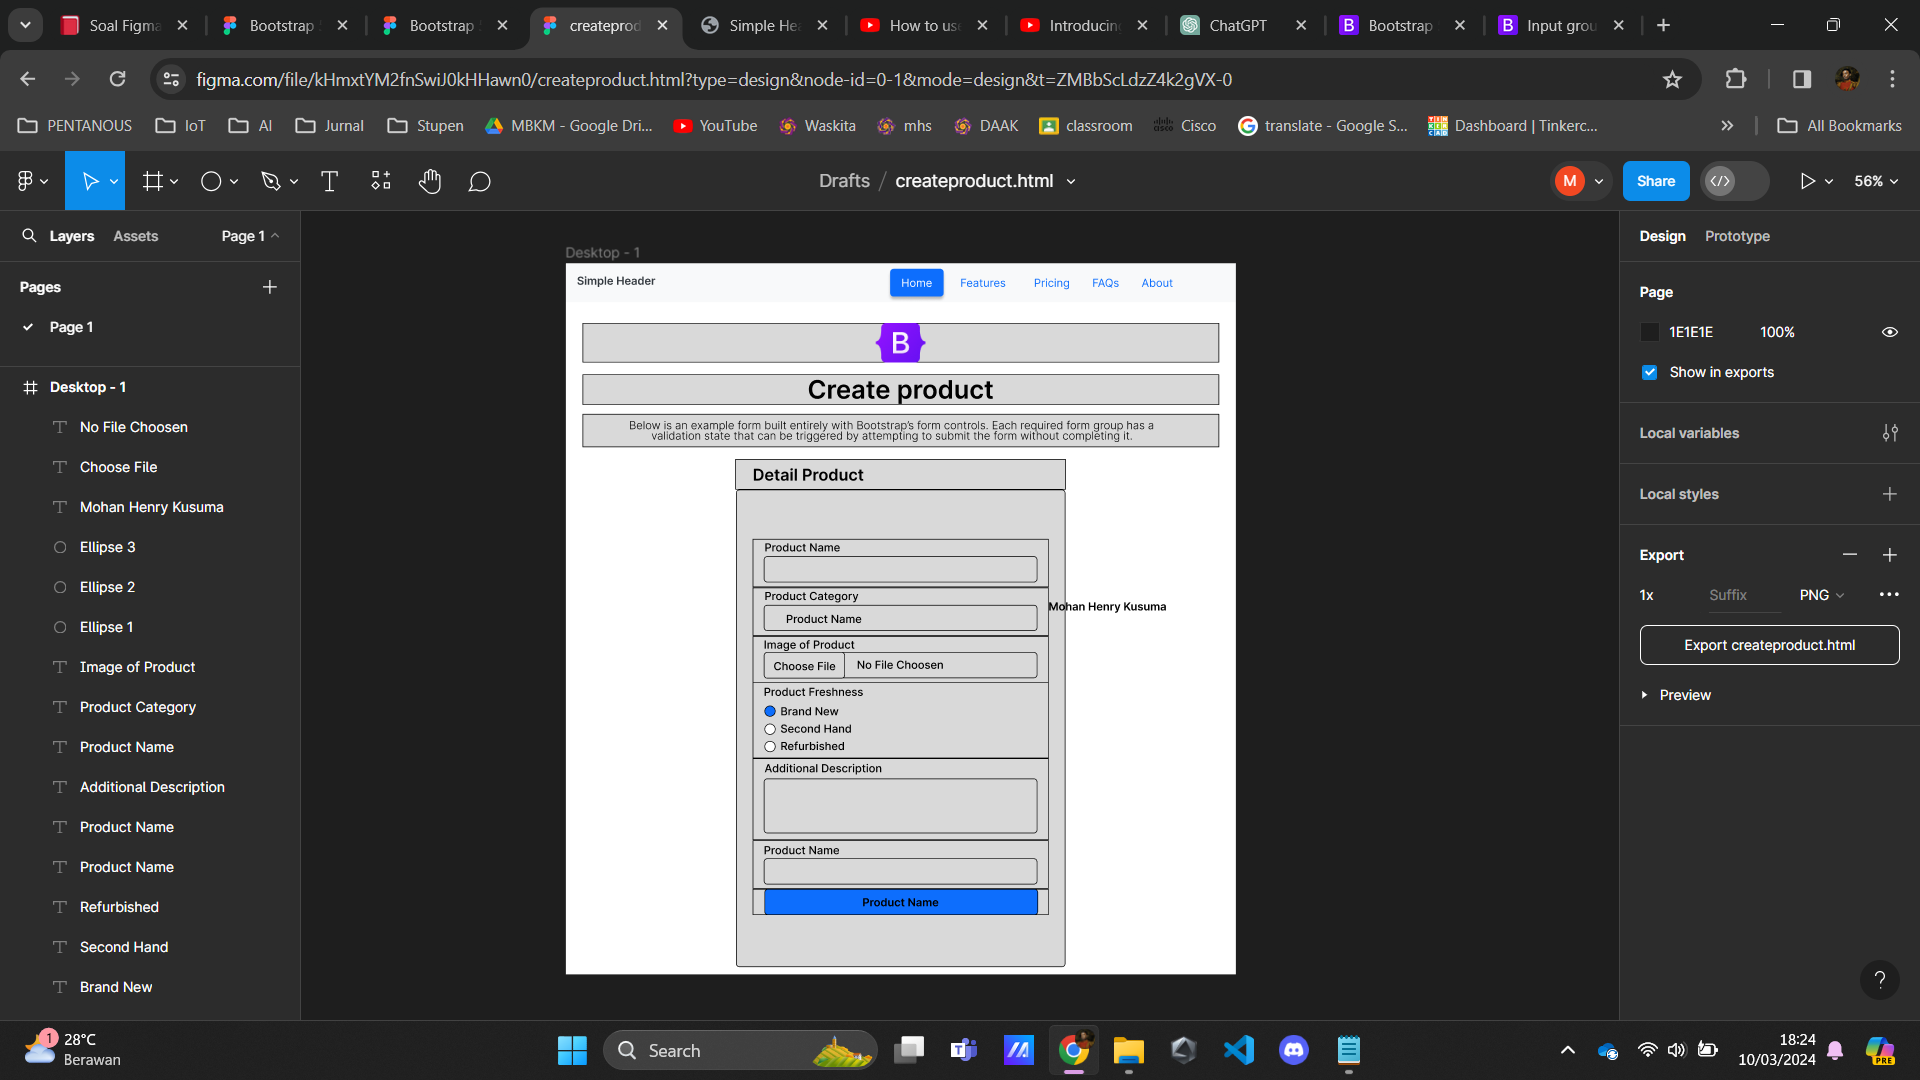 Soal Figma
Bootstrap
Bootstrap
createprod
Simple Hea
How to use
Introducing
ChatGPT
Bootstrap
Input grou
figma.com/file/kHmxtYM2fnSwiJ0kHHawn0/createproduct.html?type=design&node-id=0-1&mode=design&t=ZMBbScLdzZ4k2gVX-0
PENTANOUS
IoT
AI
Jurnal
Stupen
MBKM - Google Dri...
YouTube
Waskita
mhs
DAAK
classroom
Cisco
translate - Google S...
Dashboard | Tinkerc...
All Bookmarks
Drafts / createproduct.html
M
Share
56%
Layers
Assets
Page 1
Pages
Page 1
Desktop - 1
No File Choosen
Choose File
Mohan Henry Kusuma
Ellipse 3
Ellipse 2
Ellipse 1
Image of Product
Product Category
Product Name
Additional Description
Product Name
Product Name
Refurbished
Second Hand
Brand New
Desktop - 1
Simple Header
Home
Features
Pricing
FAQs
About
B
Create product
Below is an example form built entirely with Bootstrap's form controls. Each required form group has a
validation state that can be triggered by attempting to submit the form without completing it.
Detail Product
Product Name
Product Category
Product Name
Mohan Henry Kusuma
Image of Product
Choose File
No File Choosen
Product Freshness
Brand New
Second Hand
Refurbished
Additional Description
Product Name
Product Name
Design
Prototype
Page
1E1E1E
100%
Show in exports
Local variables
Local styles
Export
1x
Suffix
PNG
Export createproduct.html
Preview
?
1
28°C
Berawan
Search
18:24
10/03/2024
PRE